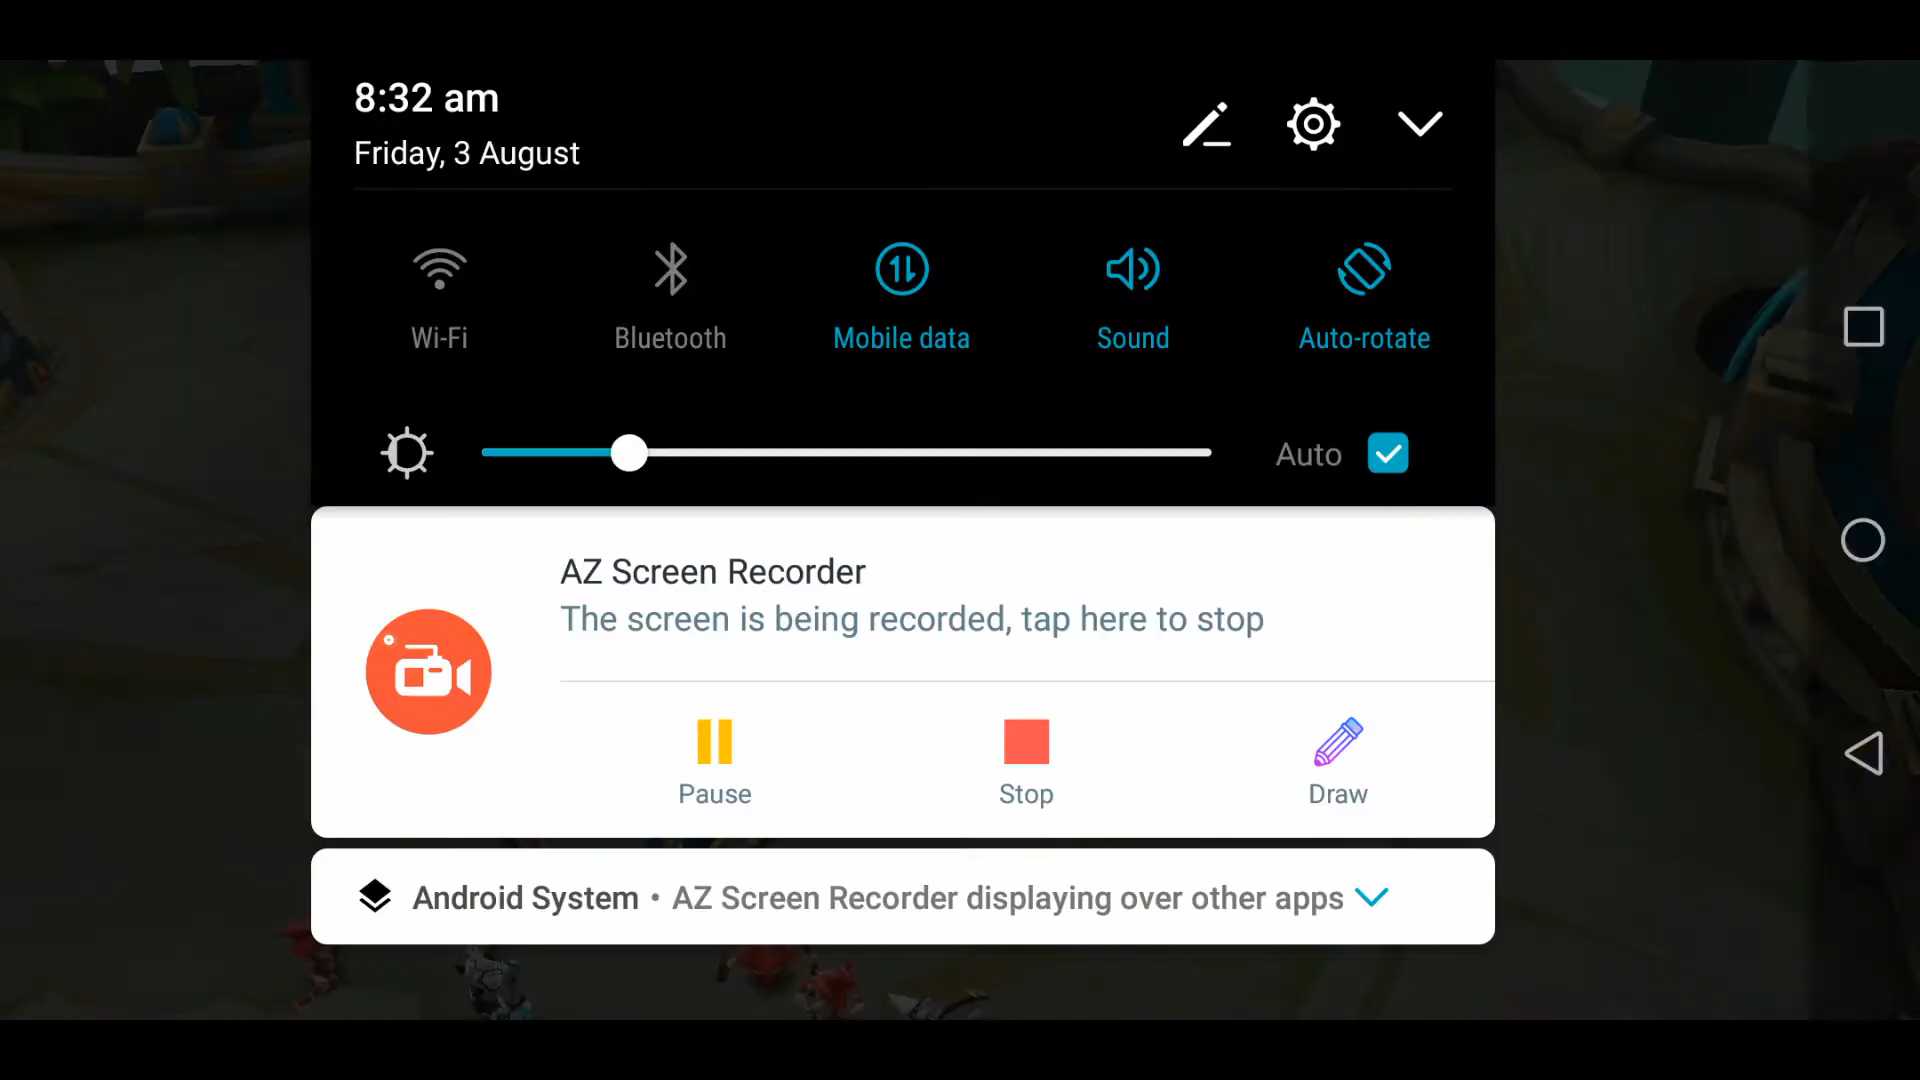 8:32 am
Friday, 3 August
Wi-Fi
Bluetooth
Mobile data
Sound
Auto-rotate
Auto
AZ Screen Recorder
The screen is being recorded, tap here to stop
Pause
Stop
Draw
Android System • AZ Screen Recorder displaying over other apps